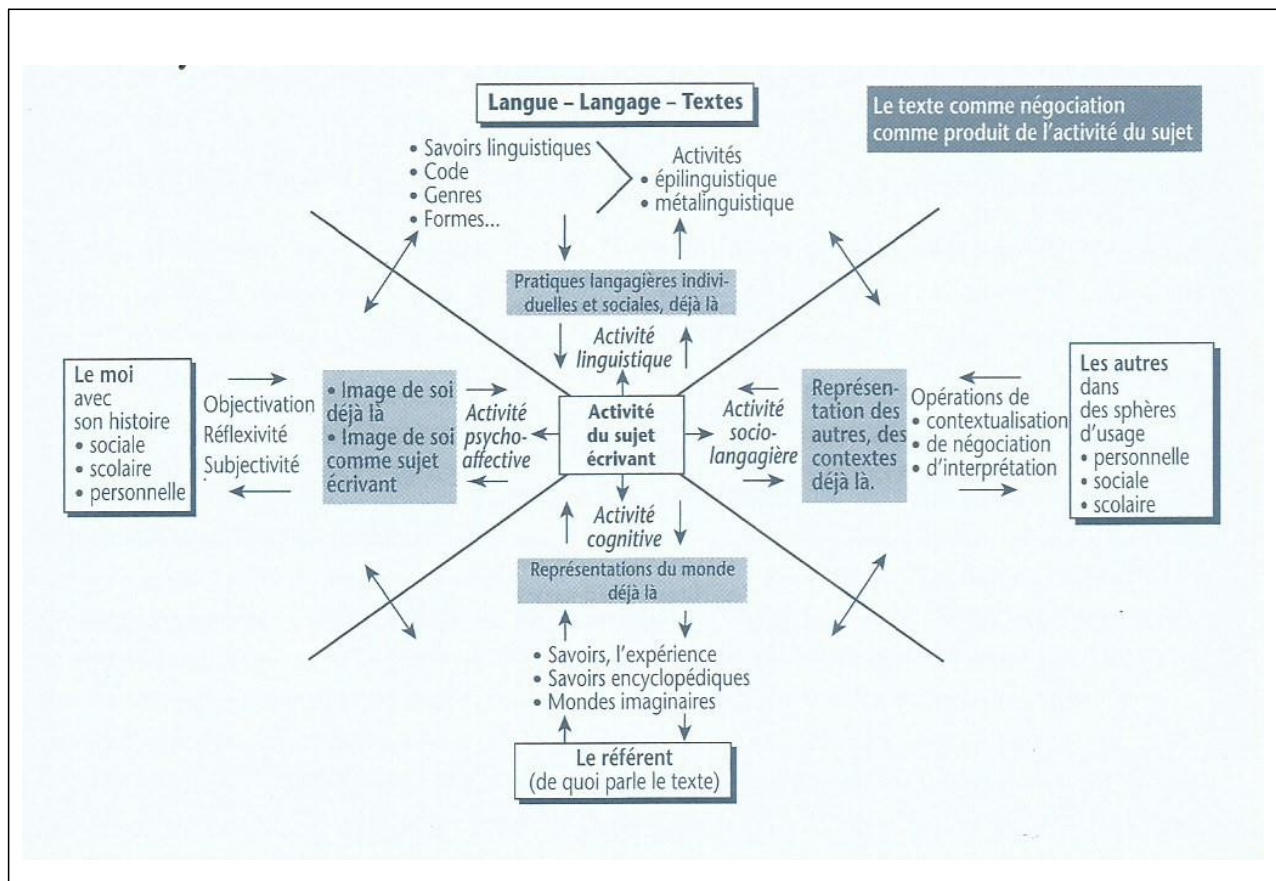 Langue – Langage – Textes
Le texte comme négociation
comme produit de l'activité du sujet
• Savoirs linguistiques
• Code
• Genres
• Formes...
Activités
• épilinguistique
• métalinguistique
Pratiques langagières indivi-
duelles et sociales, déjà là
Activité
linguistique
Le moi
avec
son histoire
• sociale
• scolaire
• personnelle
Objectivation
Réflexivité
Subjectivité
• Image de soi
déjà là
• Image de soi
comme sujet
écrivant
Activité
psycho-
affective
Activité
du sujet
écrivant
Activité
socio-
langagière
Représen-
tation des
autres, des
contextes
déjà là.
Opérations de
• contextualisation
• de négociation
• d'interprétation
Les autres
dans
des sphères
d'usage
• personnelle
• sociale
• scolaire
Activité
cognitive
Représentations du monde
déjà là
• Savoirs, l'expérience
• Savoirs encyclopédiques
• Mondes imaginaires
Le référent
(de quoi parle le texte)